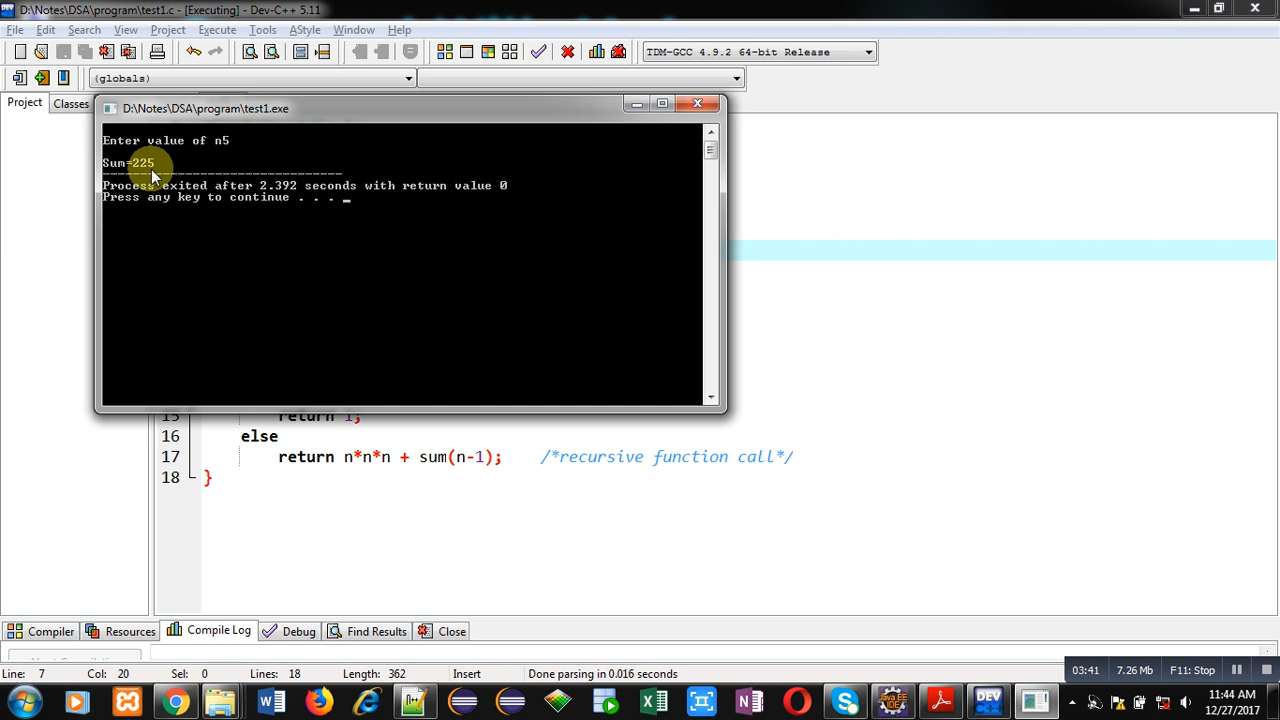 D:\Notes\DSA\program\test1.c - [Executing] - Dev-C++ 5.11
File Edit Search View Project Execute Tools AStyle Window Help
TDM-GCC 4.9.2 64-bit Release
(globals)
Project Classes
D:\Notes\DSA\program\test1.exe
Enter value of n5
Sum=225
--------------------------------
Process exited after 2.392 seconds with return value 0
Press any key to continue . . . _
15 return 1;
16 else
17 return n*n*n + sum(n-1); /*recursive function call*/
18 }
Compiler Resources Compile Log Debug Find Results Close
Line: 7 Col: 20 Sel: 0 Lines: 18 Length: 362 Insert Done parsing in 0.016 seconds
03:41 7.26 Mb F11: Stop
11:44 AM
12/27/2017